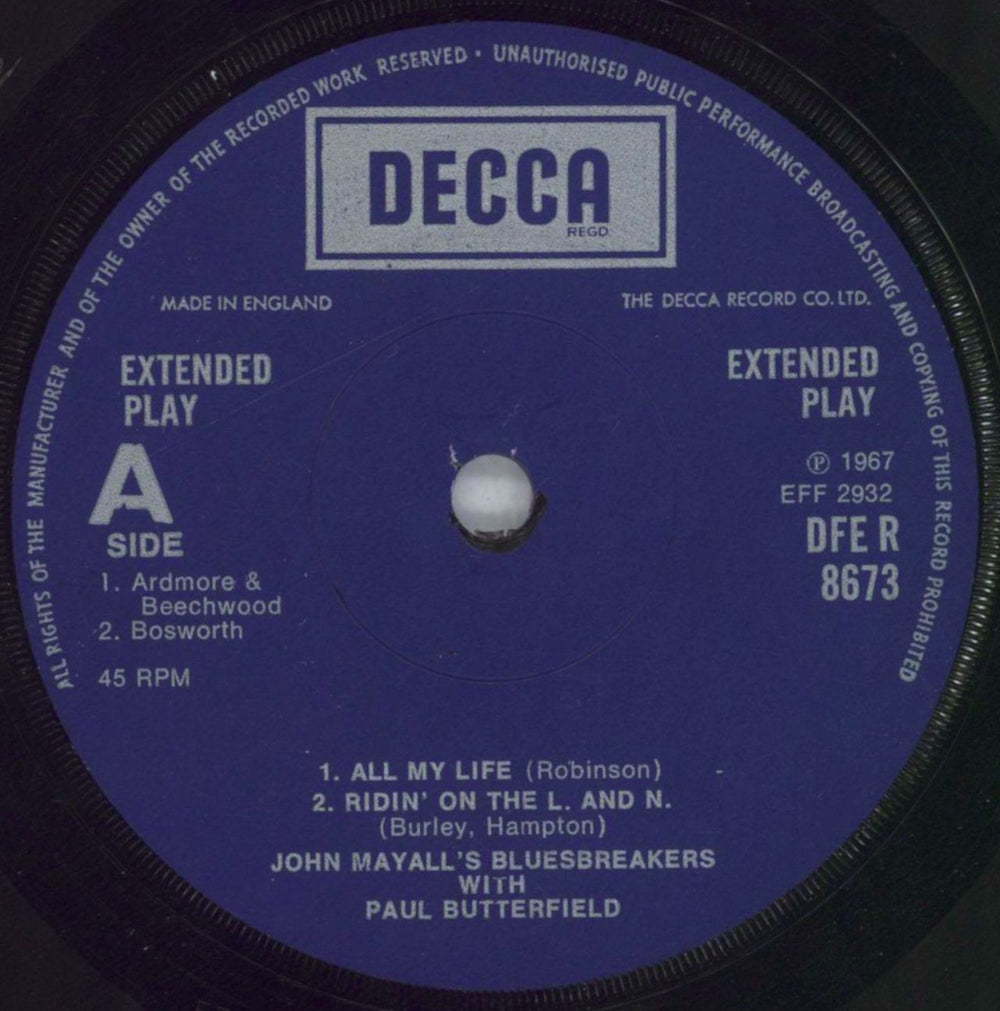 ALL RIGHTS OF THE MANUFACTURER AND OF THE OWNER OF THE RECORDED WORK RESERVED · UNAUTHORISED PUBLIC PERFORMANCE BROADCASTING AND COPYING OF THIS RECORD PROHIBITED
DECCA
REGD
MADE IN ENGLAND
THE DECCA RECORD CO. LTD.
EXTENDED
PLAY
A
SIDE
1. Ardmore &
Beechwood
2. Bosworth
45 RPM
EXTENDED
PLAY
℗ 1967
EFF 2932
DFE R
8673
1. ALL MY LIFE (Robinson)
2. RIDIN' ON THE L. AND N.
(Burley, Hampton)
JOHN MAYALL'S BLUESBREAKERS
WITH
PAUL BUTTERFIELD